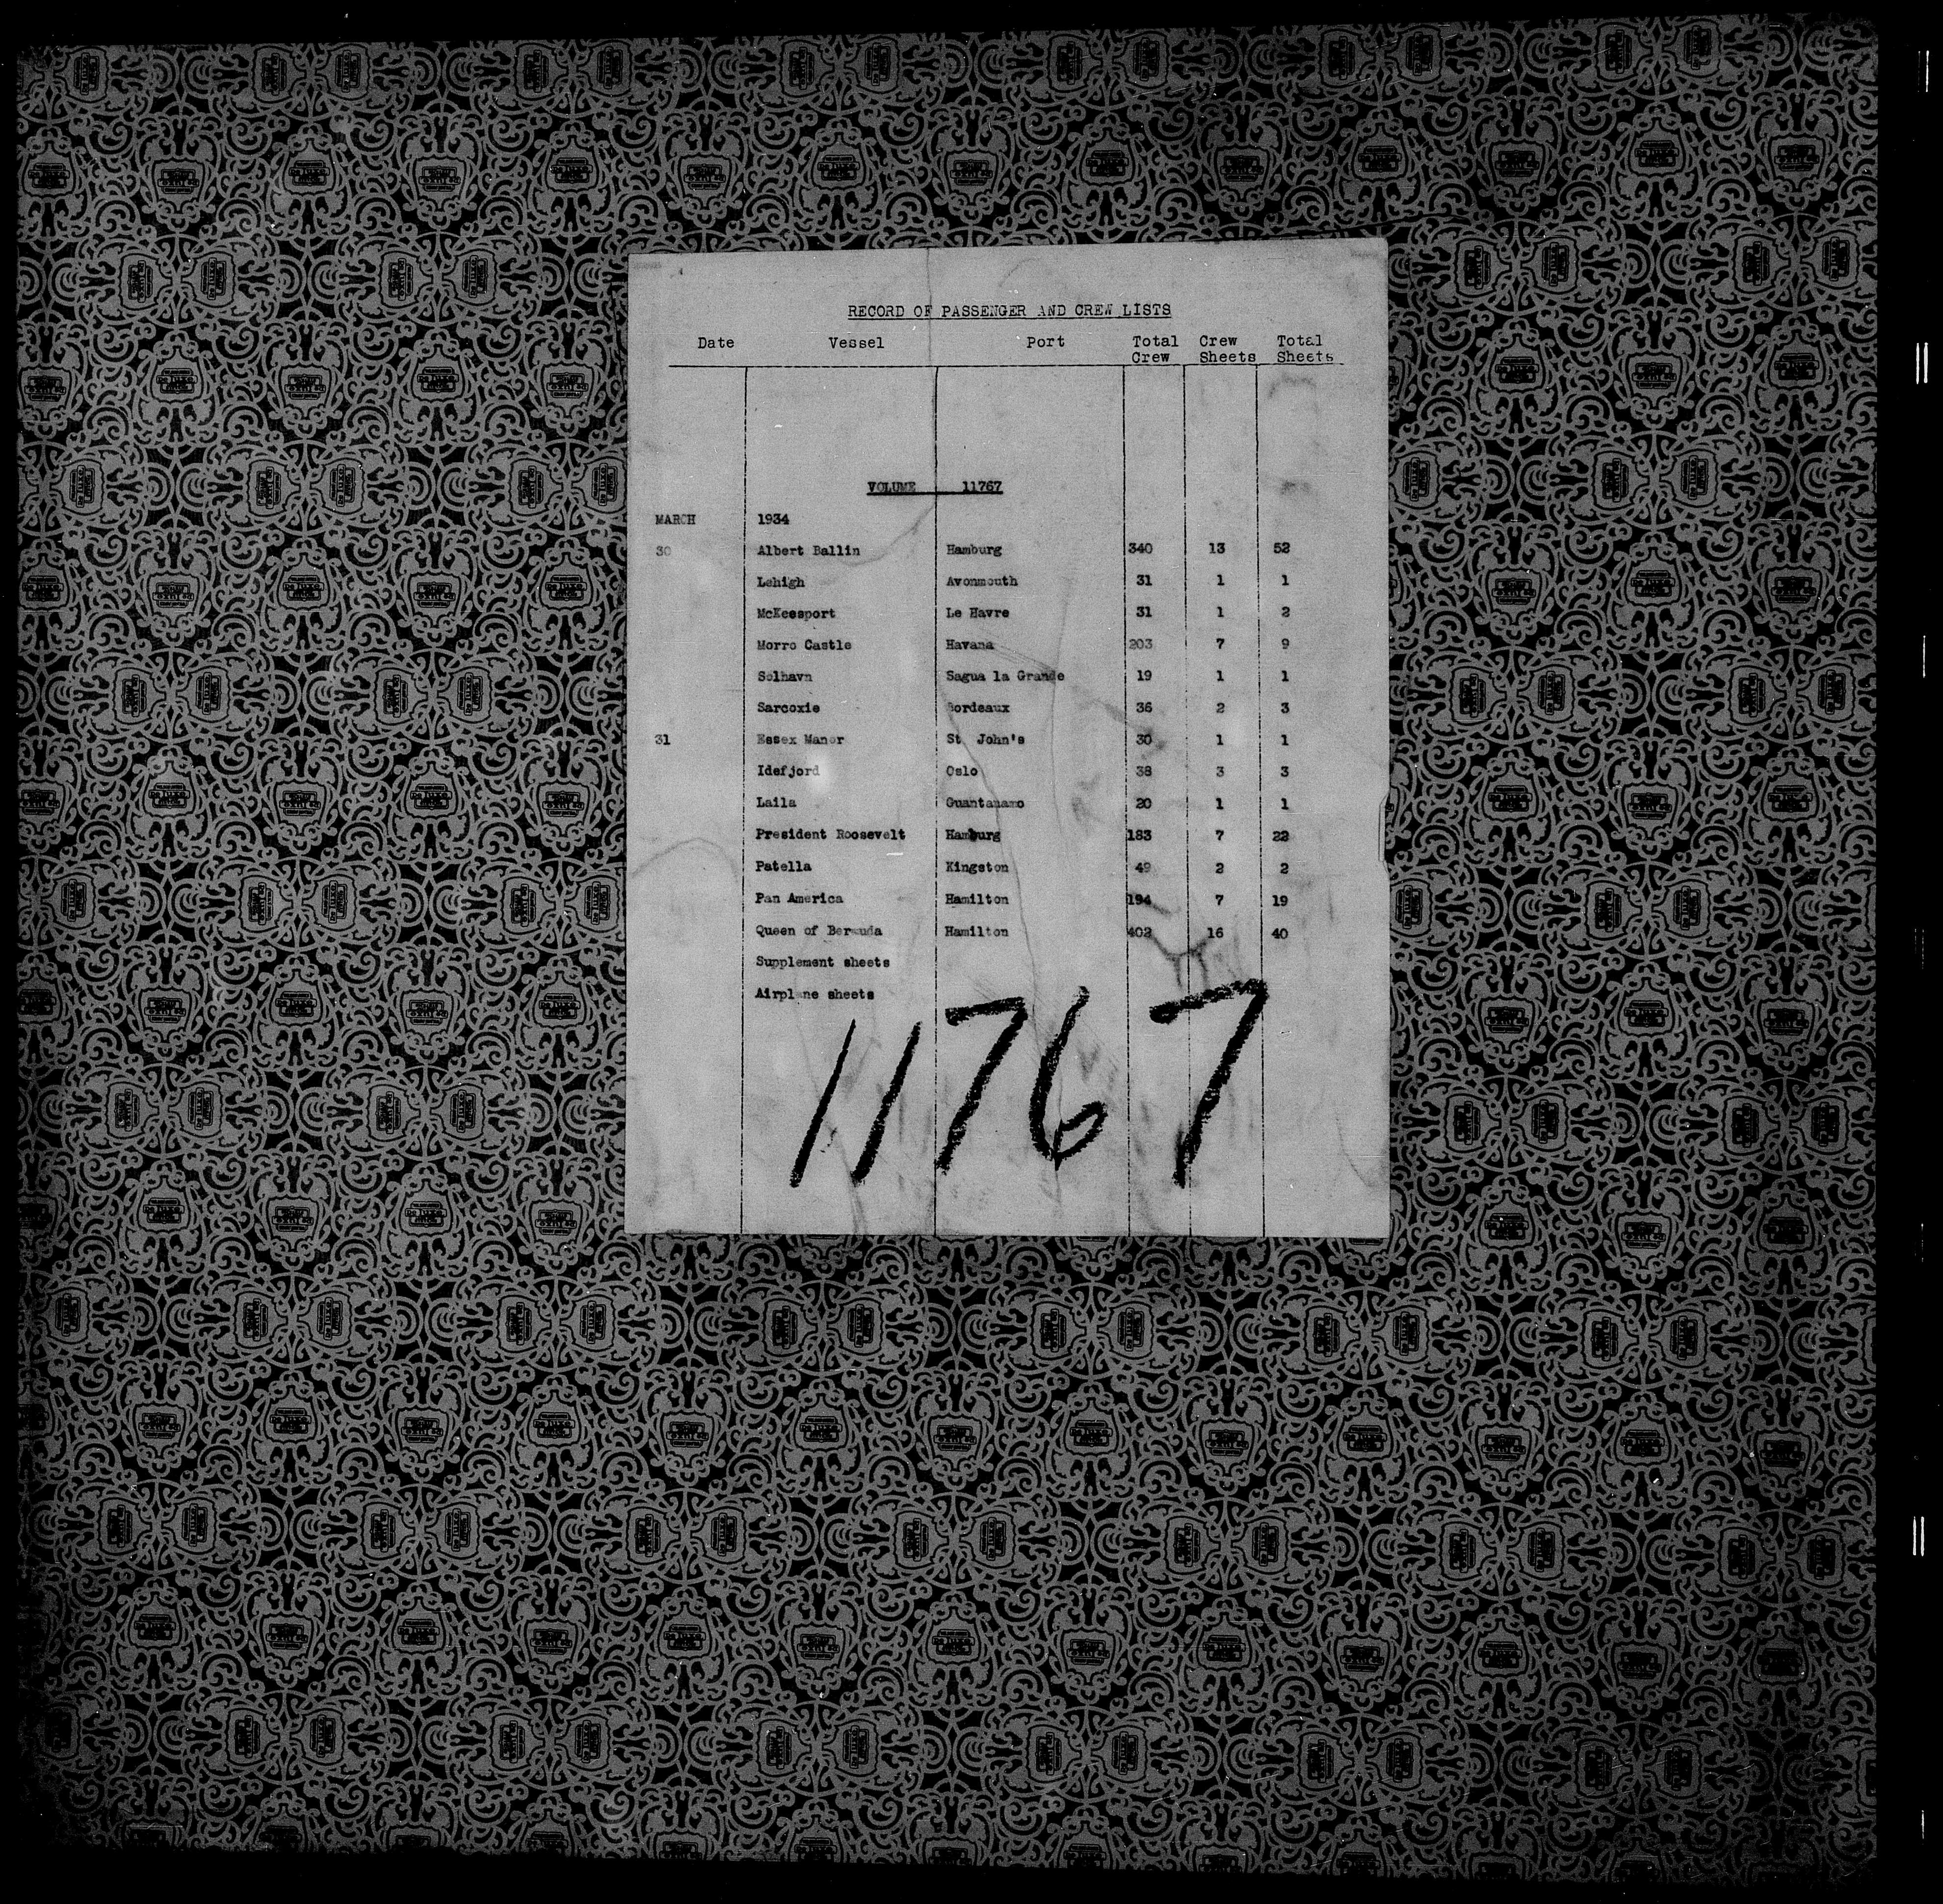 RECORD OF PASSENGER AND CREW LISTS
Date Vessel Port Total Crew Total
Crew Sheets Sheets
VOLUME 11767
MARCH 1934
30 Albert Ballin Hamburg 340 13 52
Lehigh Avonmouth 31 1 1
McKeesport Le Havre 31 1 2
Morro Castle Havana 203 7 9
Solhavn Sagua la Grande 19 1 1
Sarcoxie Bordeaux 36 2 3
31 Essex Manor St John's 30 1 1
Idefjord Oslo 38 3 3
Laila Guantanamo 20 1 1
President Roosevelt Hamburg 183 7 22
Patella Kingston 49 2 2
Pan America Hamilton 194 7 19
Queen of Bermuda Hamilton 402 16 40
Supplement sheets
Airplane sheets
11767